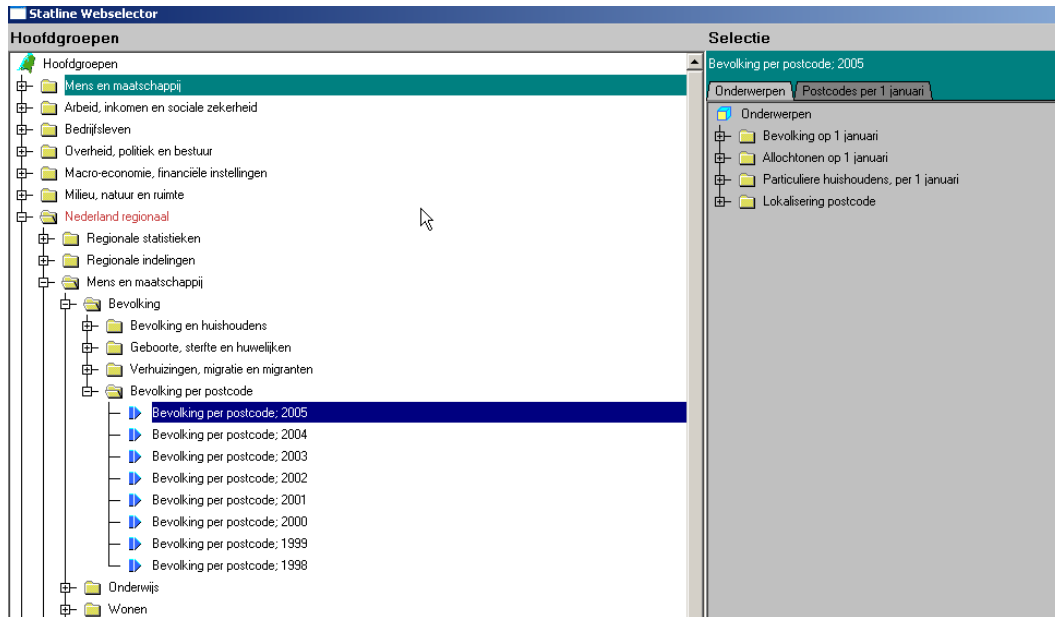 Statline Webselector
Hoofdgroepen
Hoofdgroepen
Mens en maatschappij
Arbeid, inkomen en sociale zekerheid
Bedrijfsleven
Overheid, politiek en bestuur
Macro-economie, financiële instellingen
Milieu, natuur en ruimte
Nederland regionaal
Regionale statistieken
Regionale indelingen
Mens en maatschappij
Bevolking
Bevolking en huishoudens
Geboorte, sterfte en huwelijken
Verhuizingen, migratie en migranten
Bevolking per postcode
Bevolking per postcode; 2005
Bevolking per postcode; 2004
Bevolking per postcode; 2003
Bevolking per postcode; 2002
Bevolking per postcode; 2001
Bevolking per postcode; 2000
Bevolking per postcode; 1999
Bevolking per postcode; 1998
Onderwijs
Wonen
Selectie
Bevolking per postcode; 2005
Onderwerpen
Postcodes per 1 januari
Onderwerpen
Bevolking op 1 januari
Allochtonen op 1 januari
Particuliere huishoudens, per 1 januari
Lokalisering postcode